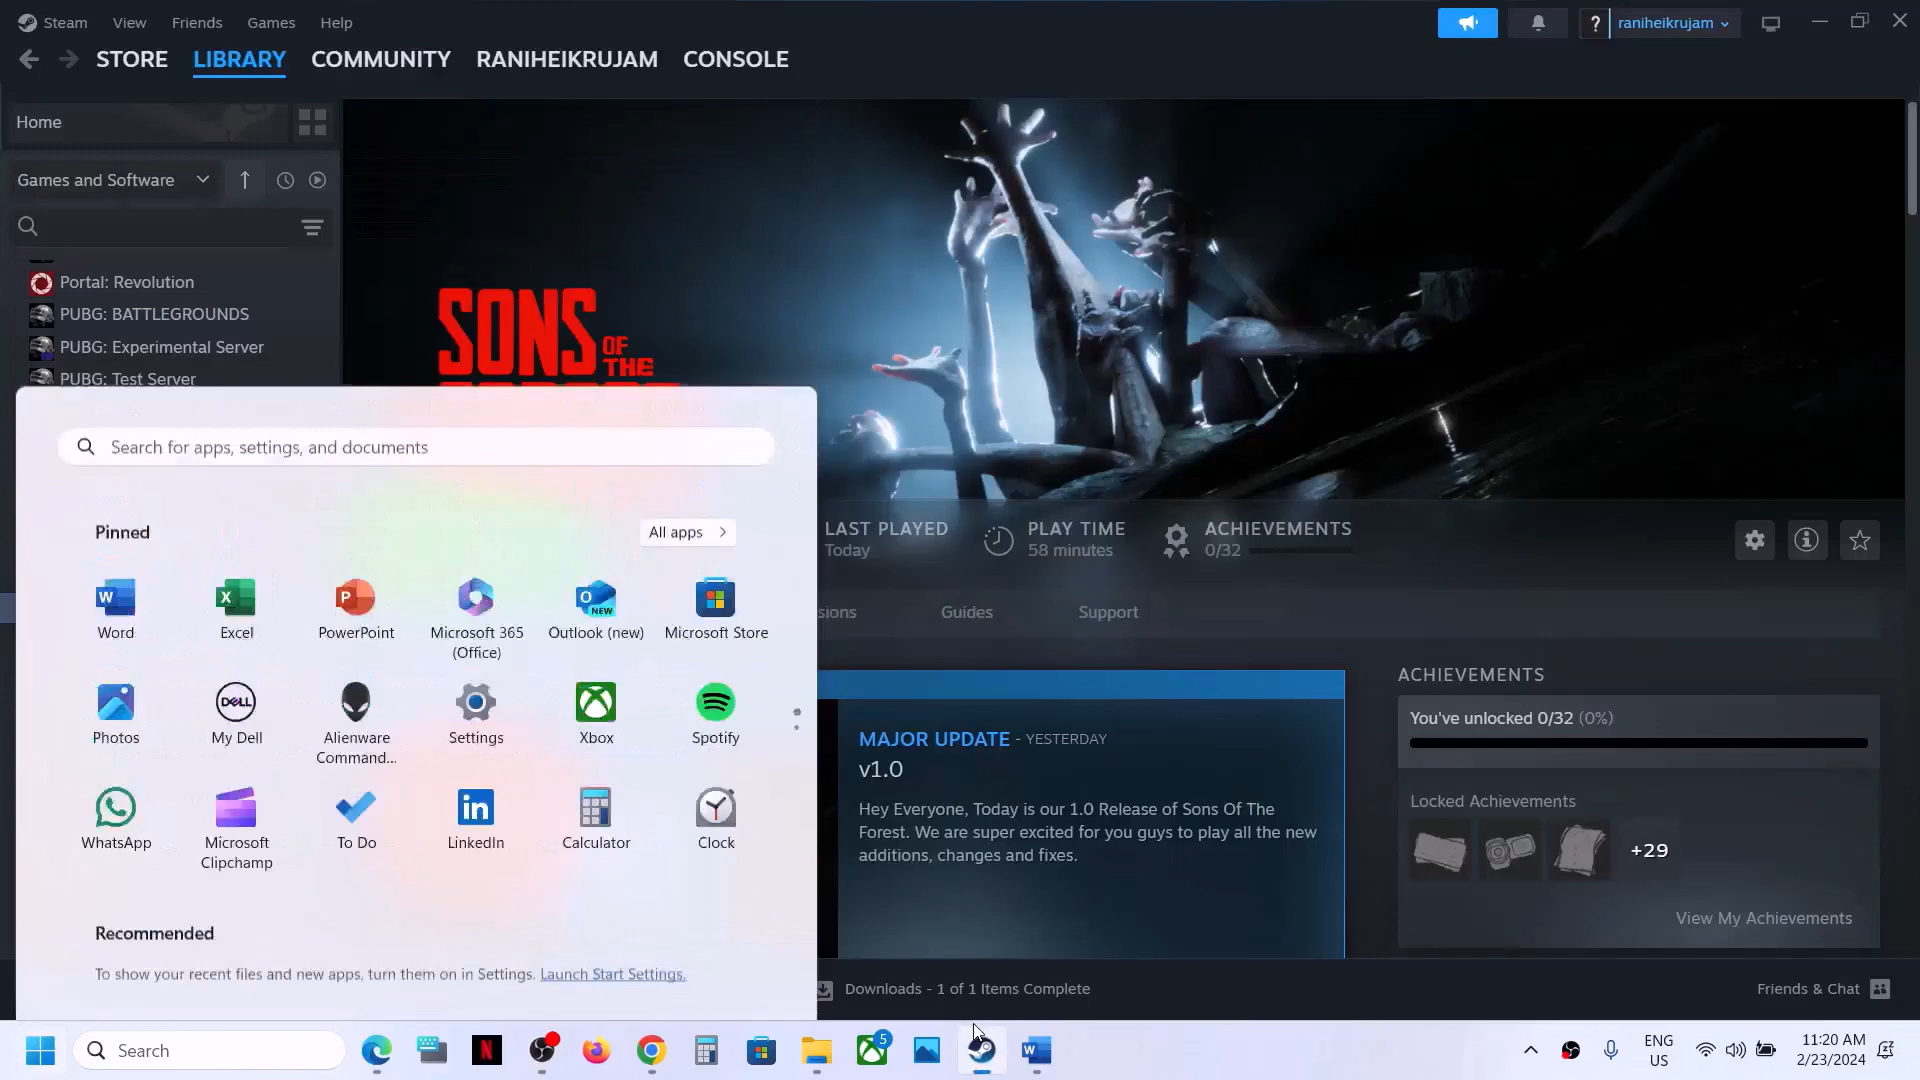 Steam View Friends Games Help
? raniheikrujam
STORE LIBRARY COMMUNITY RANIHEIKRUJAM CONSOLE
Home
Games and Software
Portal: Revolution
PUBG: BATTLEGROUNDS
PUBG: Experimental Server
PUBG: Test Server
SONS
OF
THE
Search for apps, settings, and documents
Pinned
All apps
Word
Excel
PowerPoint
Microsoft 365
(Office)
Outlook (new)
Microsoft Store
Photos
My Dell
Alienware
Command...
Settings
Xbox
Spotify
WhatsApp
Microsoft
Clipchamp
To Do
LinkedIn
Calculator
Clock
Recommended
To show your recent files and new apps, turn them on in Settings. Launch Start Settings.
LAST PLAYED
Today
PLAY TIME
58 minutes
ACHIEVEMENTS
0/32
sions Guides Support
MAJOR UPDATE - YESTERDAY
v1.0
Hey Everyone, Today is our 1.0 Release of Sons Of The
Forest. We are super excited for you guys to play all the new
additions, changes and fixes.
ACHIEVEMENTS
You've unlocked 0/32 (0%)
Locked Achievements
+29
View My Achievements
Downloads - 1 of 1 Items Complete
Friends & Chat
Search
5
ENG
US
11:20 AM
2/23/2024